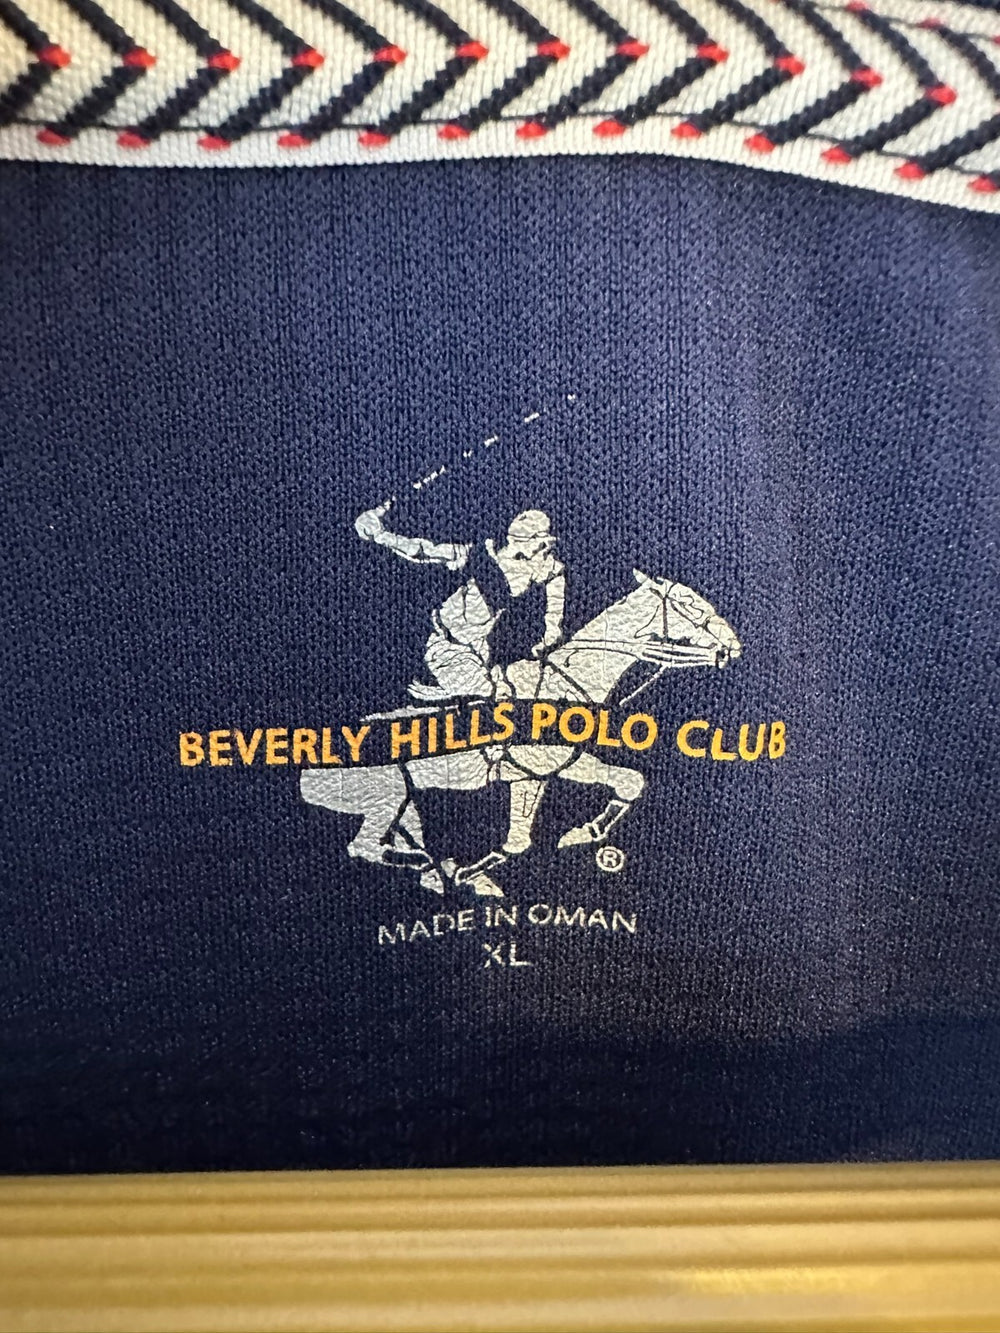 BEVERLY HILLS POLO CLUB
®
MADE IN OMAN
XL